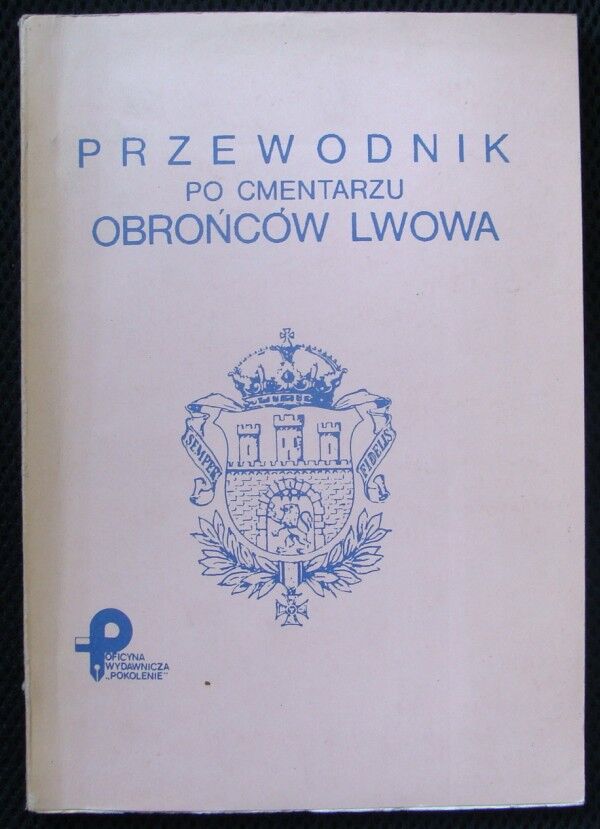 PRZEWODNIK
PO CMENTARZU
OBROŃCÓW LWOWA
SEMPER
FIDELIS
OFICYNA
WYDAWNICZA
„POKOLENIE"